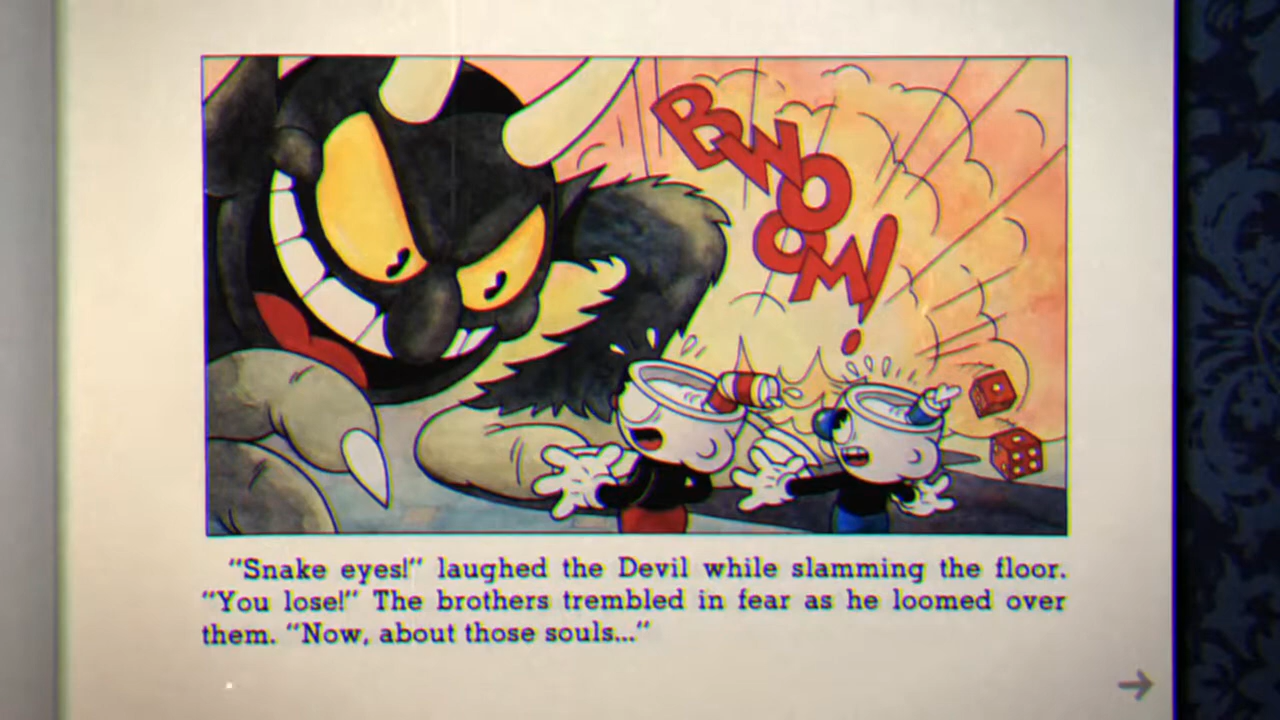 BWOOM!
“Snake eyes!” laughed the Devil while slamming the floor.
“You lose!” The brothers trembled in fear as he loomed over
them. “Now, about those souls...”